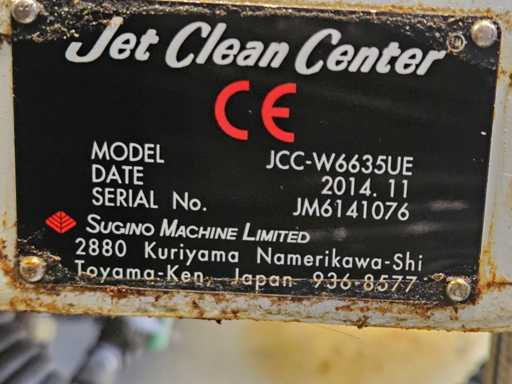 Jet Clean Center
CE
MODEL JCC-W6635UE
DATE 2014. 11
SERIAL No. JM6141076
SUGINO MACHINE LIMITED
2880 Kuriyama Namerikawa-Shi
Toyama-Ken, Japan 936-8577